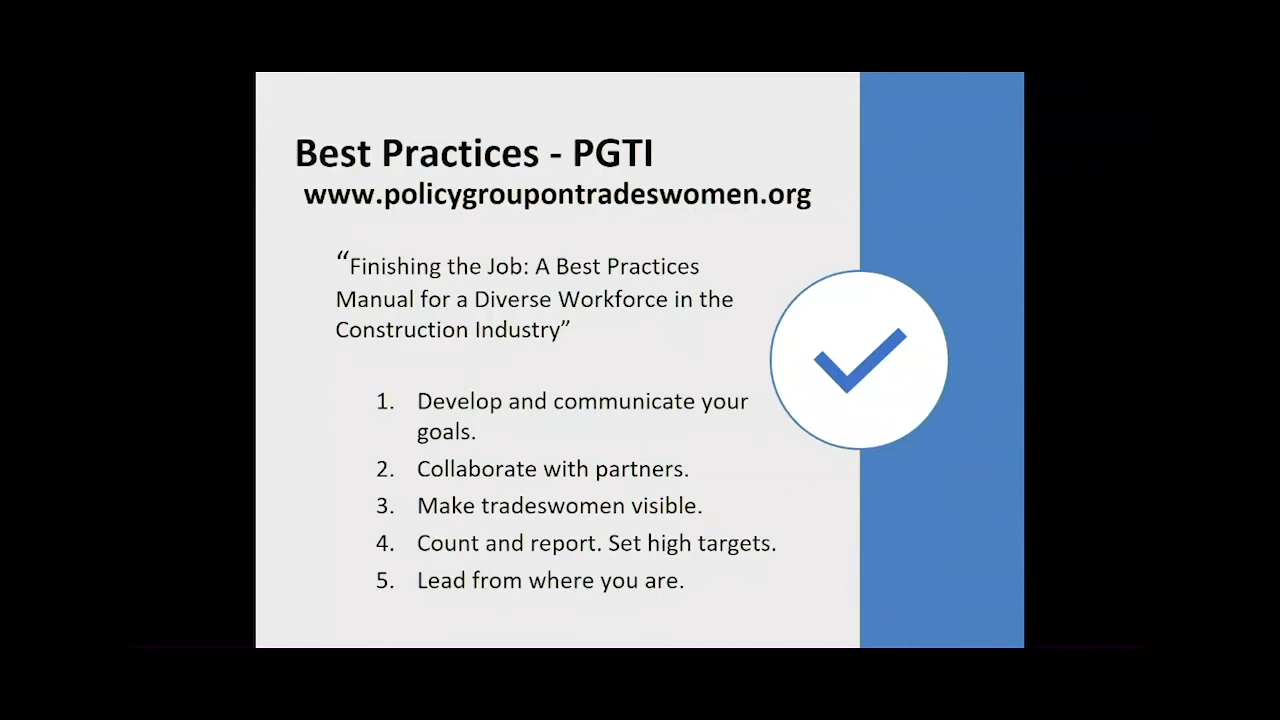 Best Practices - PGTI
www.policygroupontradeswomen.org
“Finishing the Job: A Best Practices
Manual for a Diverse Workforce in the
Construction Industry”
1. Develop and communicate your
goals.
2. Collaborate with partners.
3. Make tradeswomen visible.
4. Count and report. Set high targets.
5. Lead from where you are.